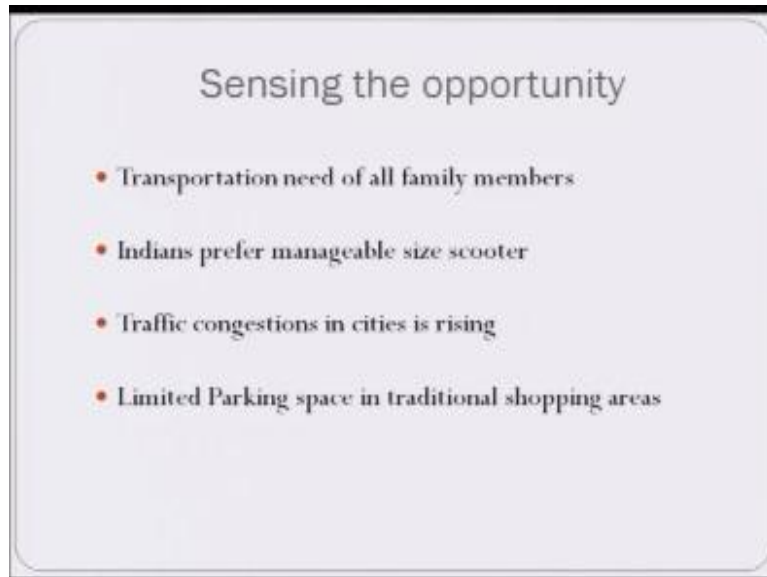 Sensing the opportunity
Transportation need of all family members
Indians prefer manageable size scooter
Traffic congestions in cities is rising
Limited Parking space in traditional shopping areas